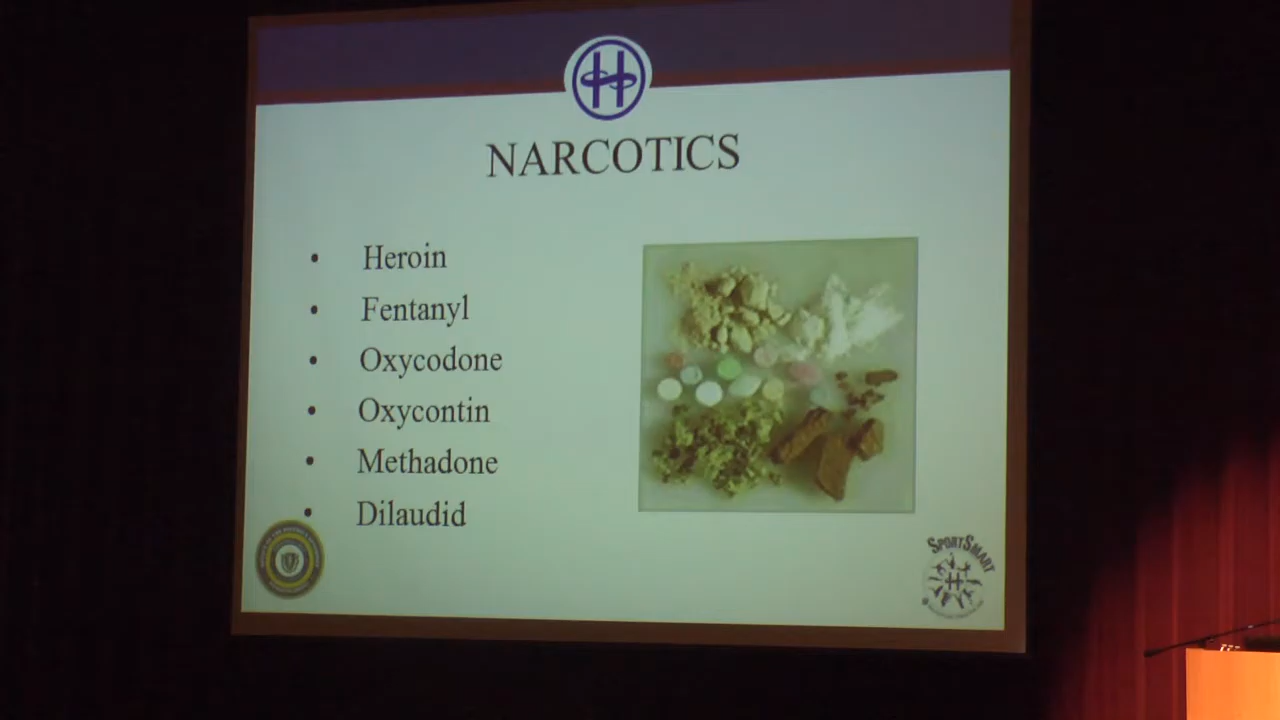 H
NARCOTICS
• Heroin
• Fentanyl
• Oxycodone
• Oxycontin
• Methadone
• Dilaudid
SPORTSMART
H